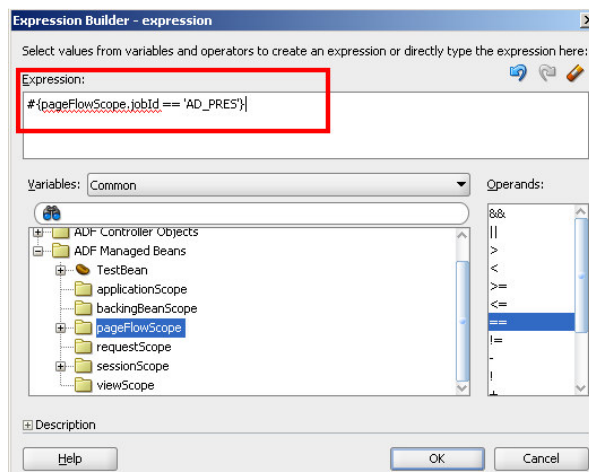 Expression Builder - expression
Select values from variables and operators to create an expression or directly type the expression here:
Expression:
#{pageFlowScope.jobId == 'AD_PRES'}
Variables: Common
Operands:
ADF Controller Objects
ADF Managed Beans
TestBean
applicationScope
backingBeanScope
pageFlowScope
requestScope
sessionScope
viewScope
&&
||
>
<
>=
<=
==
!=
-
!
Description
Help
OK
Cancel